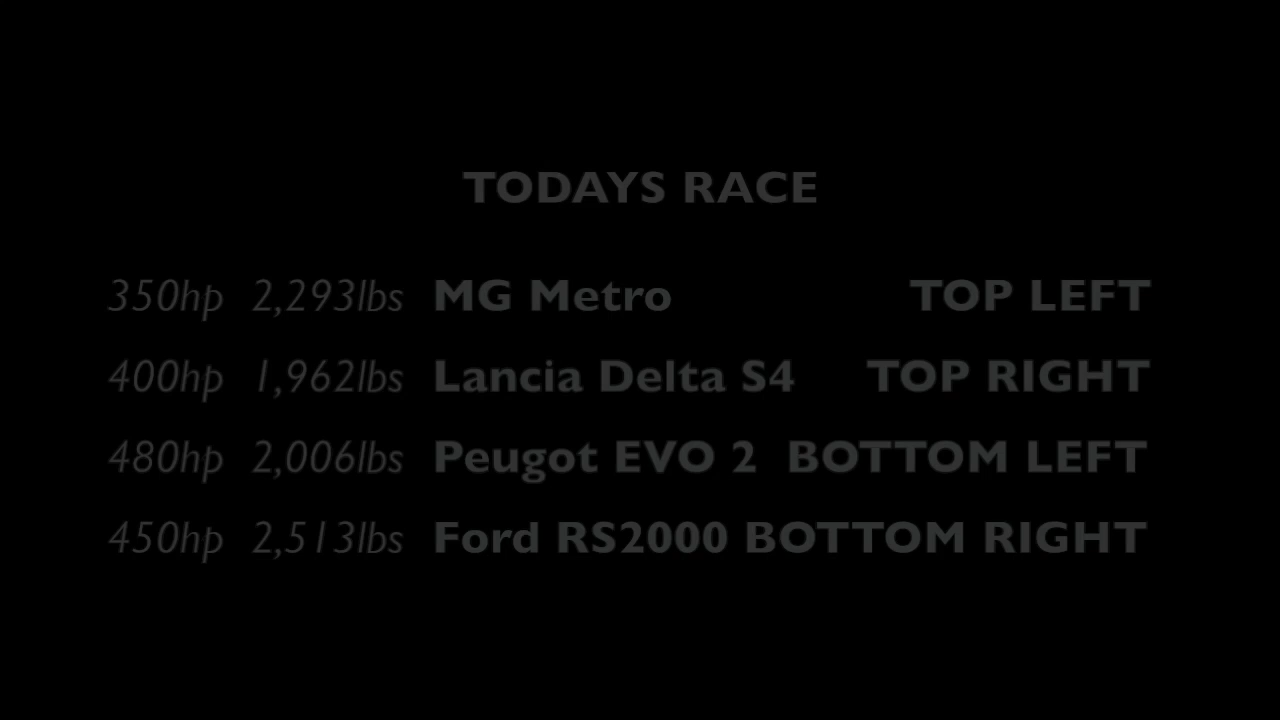 TODAYS RACE
350hp 2,293lbs MG Metro TOP LEFT
400hp 1,962lbs Lancia Delta S4 TOP RIGHT
480hp 2,006lbs Peugot EVO 2 BOTTOM LEFT
450hp 2,513lbs Ford RS2000 BOTTOM RIGHT